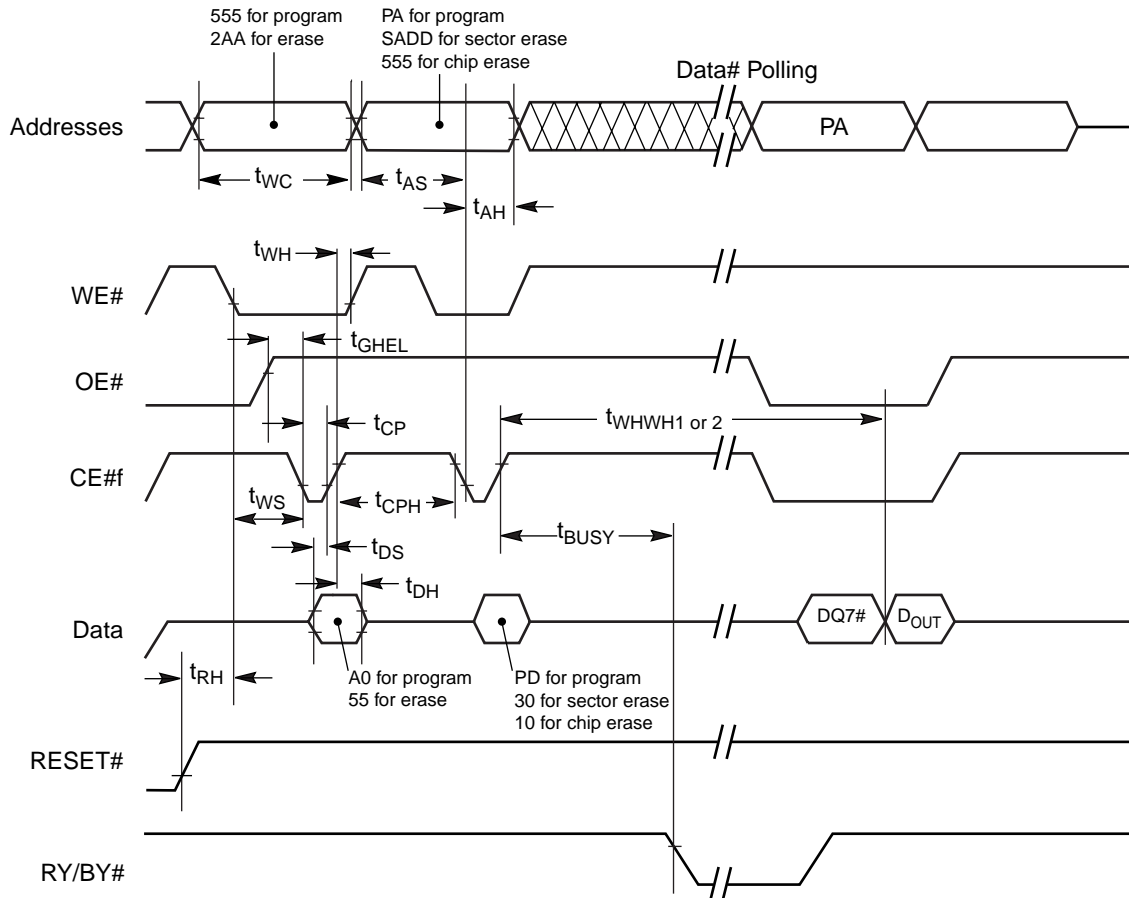 555 for program
2AA for erase
PA for program
SADD for sector erase
555 for chip erase
Data# Polling
Addresses
PA
tWC
tAS
tAH
tWH
WE#
tGHEL
OE#
tCP
tWHWH1 or 2
CE#f
tWS
tCPH
tBUSY
tDS
tDH
Data
DQ7#
DOUT
tRH
A0 for program
55 for erase
PD for program
30 for sector erase
10 for chip erase
RESET#
RY/BY#